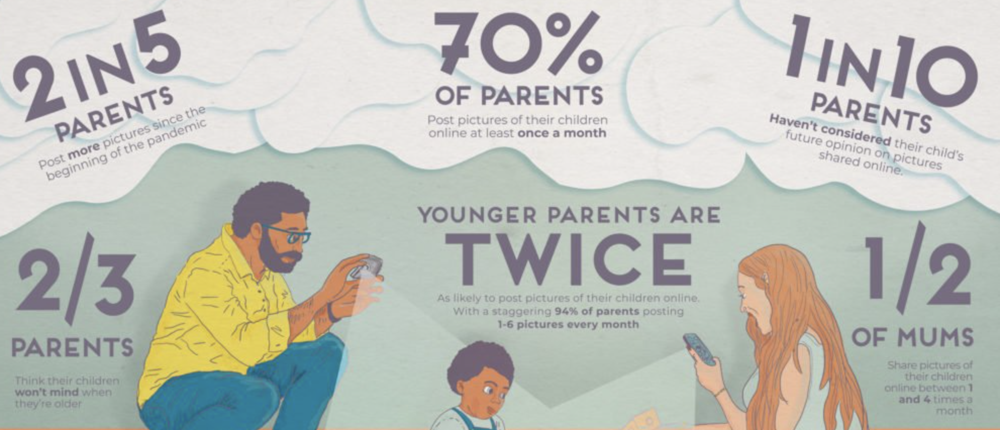 2 IN 5
PARENTS
Post more pictures since the
beginning of the pandemic
70%
OF PARENTS
Post pictures of their children
online at least once a month
1 IN 10
PARENTS
Haven't considered their child's
future opinion on pictures
shared online.
2/3
PARENTS
Think their children
won't mind when
they're older
YOUNGER PARENTS ARE
TWICE
As likely to post pictures of their children online.
With a staggering 94% of parents posting
1-6 pictures every month
1/2
OF MUMS
Share pictures of
their children
online between 1
and 4 times a
month